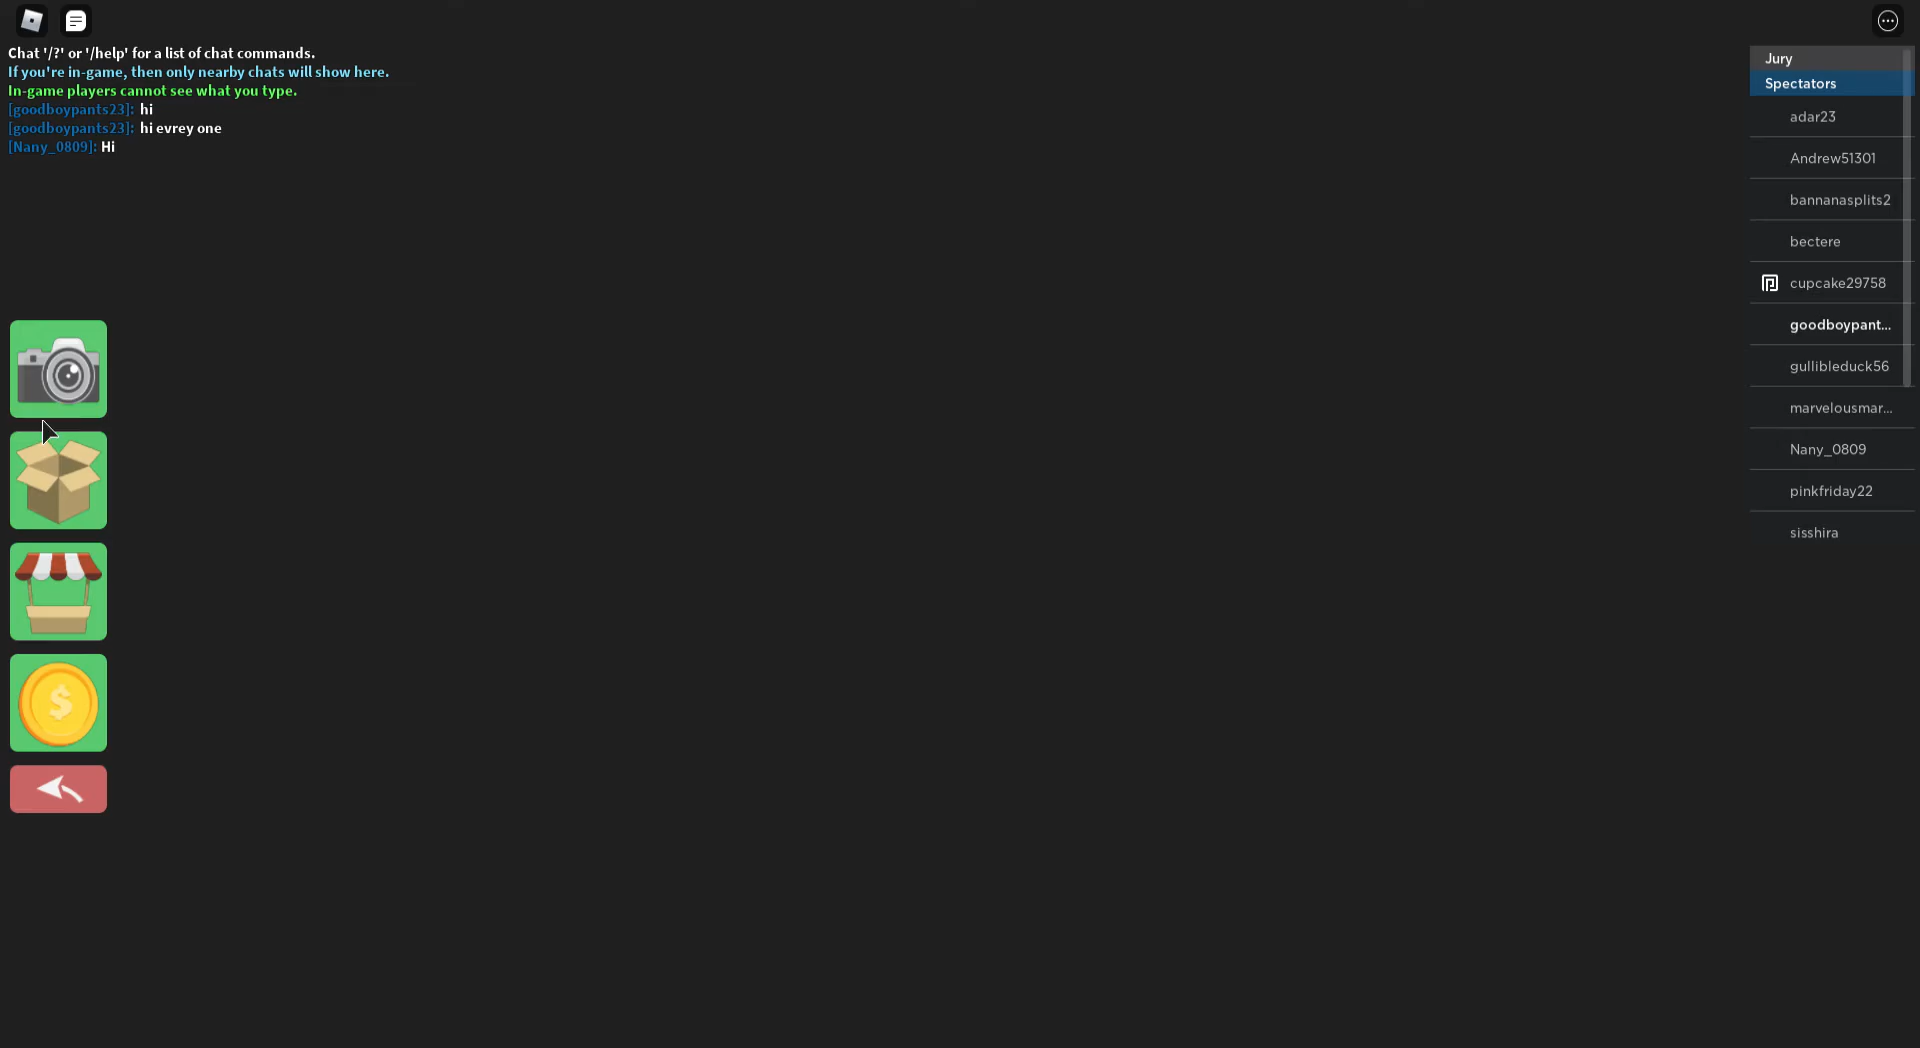 Chat '/?' or '/help' for a list of chat commands.
If you're in-game, then only nearby chats will show here.
In-game players cannot see what you type.
[goodboypants23]: hi
[goodboypants23]: hi evrey one
[Nany_0809]: Hi
Jury
Spectators
adar23
Andrew51301
bannanasplits2
bectere
cupcake29758
goodboypant...
gullibleduck56
marvelousmar...
Nany_0809
pinkfriday22
sisshira
$